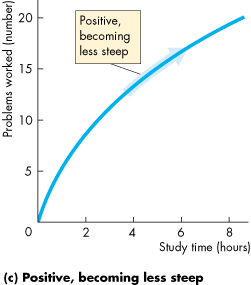 Problems worked (number)
20
15
10
5
0
Positive,
becoming
less steep
2 4 6 8
Study time (hours)
(c) Positive, becoming less steep